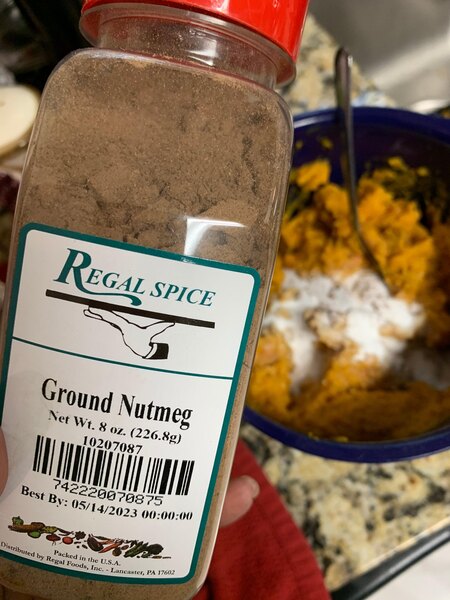 REGAL SPICE
Ground Nutmeg
Net Wt. 8 oz. (226.8g)
10207087
742220070875
Best By: 05/14/2023 00:00:00
Packed in the U.S.A.
Distributed by Regal Foods, Inc. - Lancaster, PA 17602